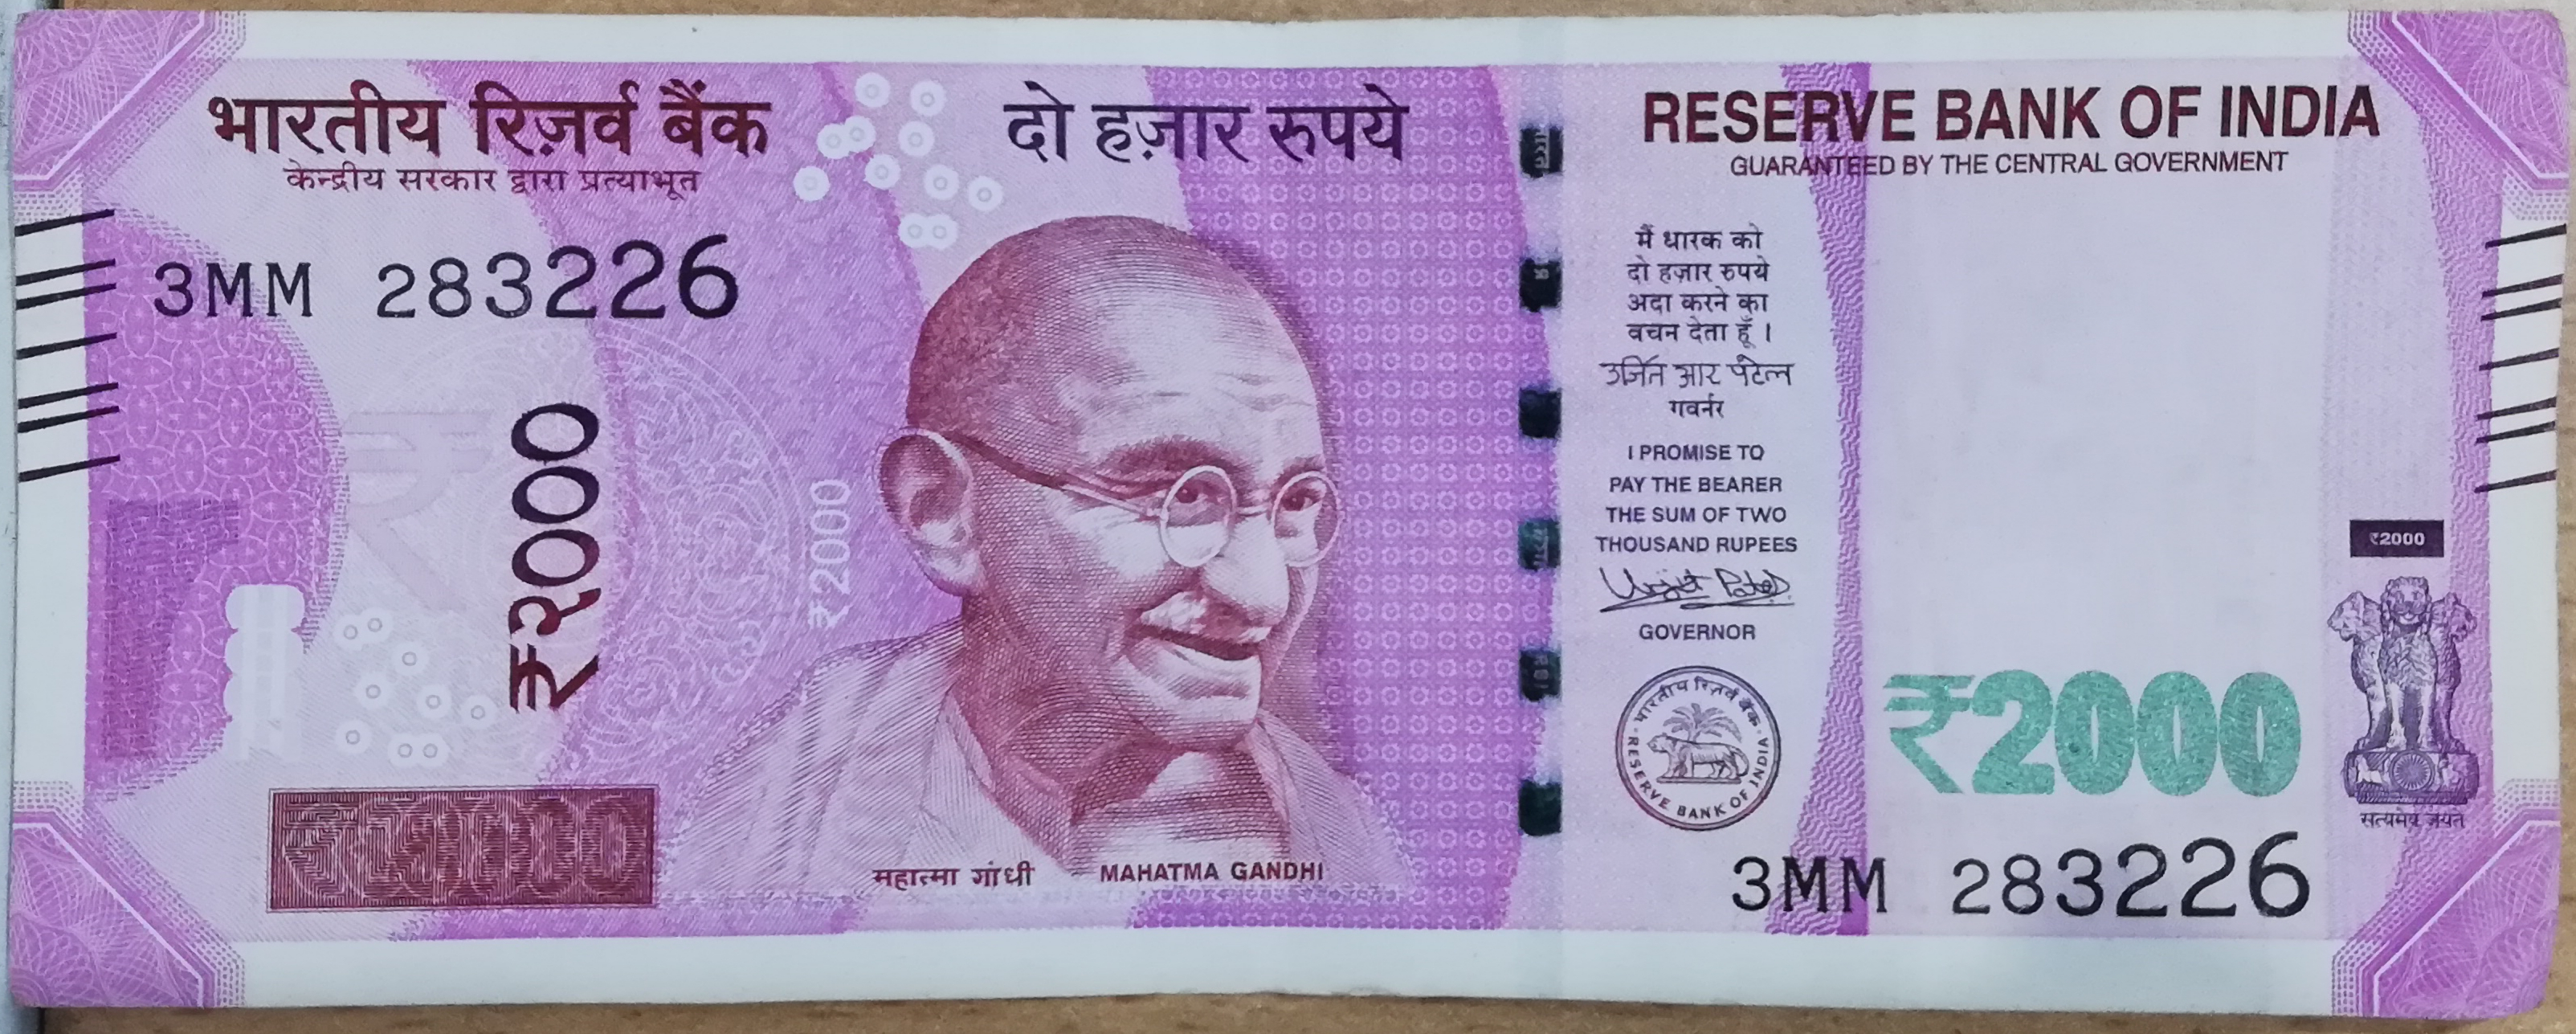 भारतीय रिज़र्व बैंक
केन्द्रीय सरकार द्वारा प्रत्याभूत
दो हज़ार रुपये
RESERVE BANK OF INDIA
GUARANTEED BY THE CENTRAL GOVERNMENT
3MM 283226
₹२०००
₹2000
मैं धारक को
दो हज़ार रुपये
अदा करने का
वचन देता हूँ ।
उर्जित आर पटेल
गवर्नर
I PROMISE TO
PAY THE BEARER
THE SUM OF TWO
THOUSAND RUPEES
Urjit Patel
GOVERNOR
भारतीय रिज़र्व बैंक
RESERVE BANK OF INDIA
₹2000
₹2000
सत्यमेव जयते
महात्मा गांधी MAHATMA GANDHI
3MM 283226